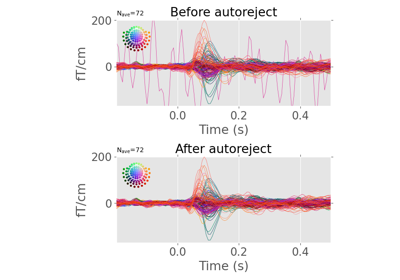 Before autoreject
Nave=72
200
0
fT/cm
0.0
0.2
0.4
Time (s)
After autoreject
Nave=72
200
0
fT/cm
0.0
0.2
0.4
Time (s)